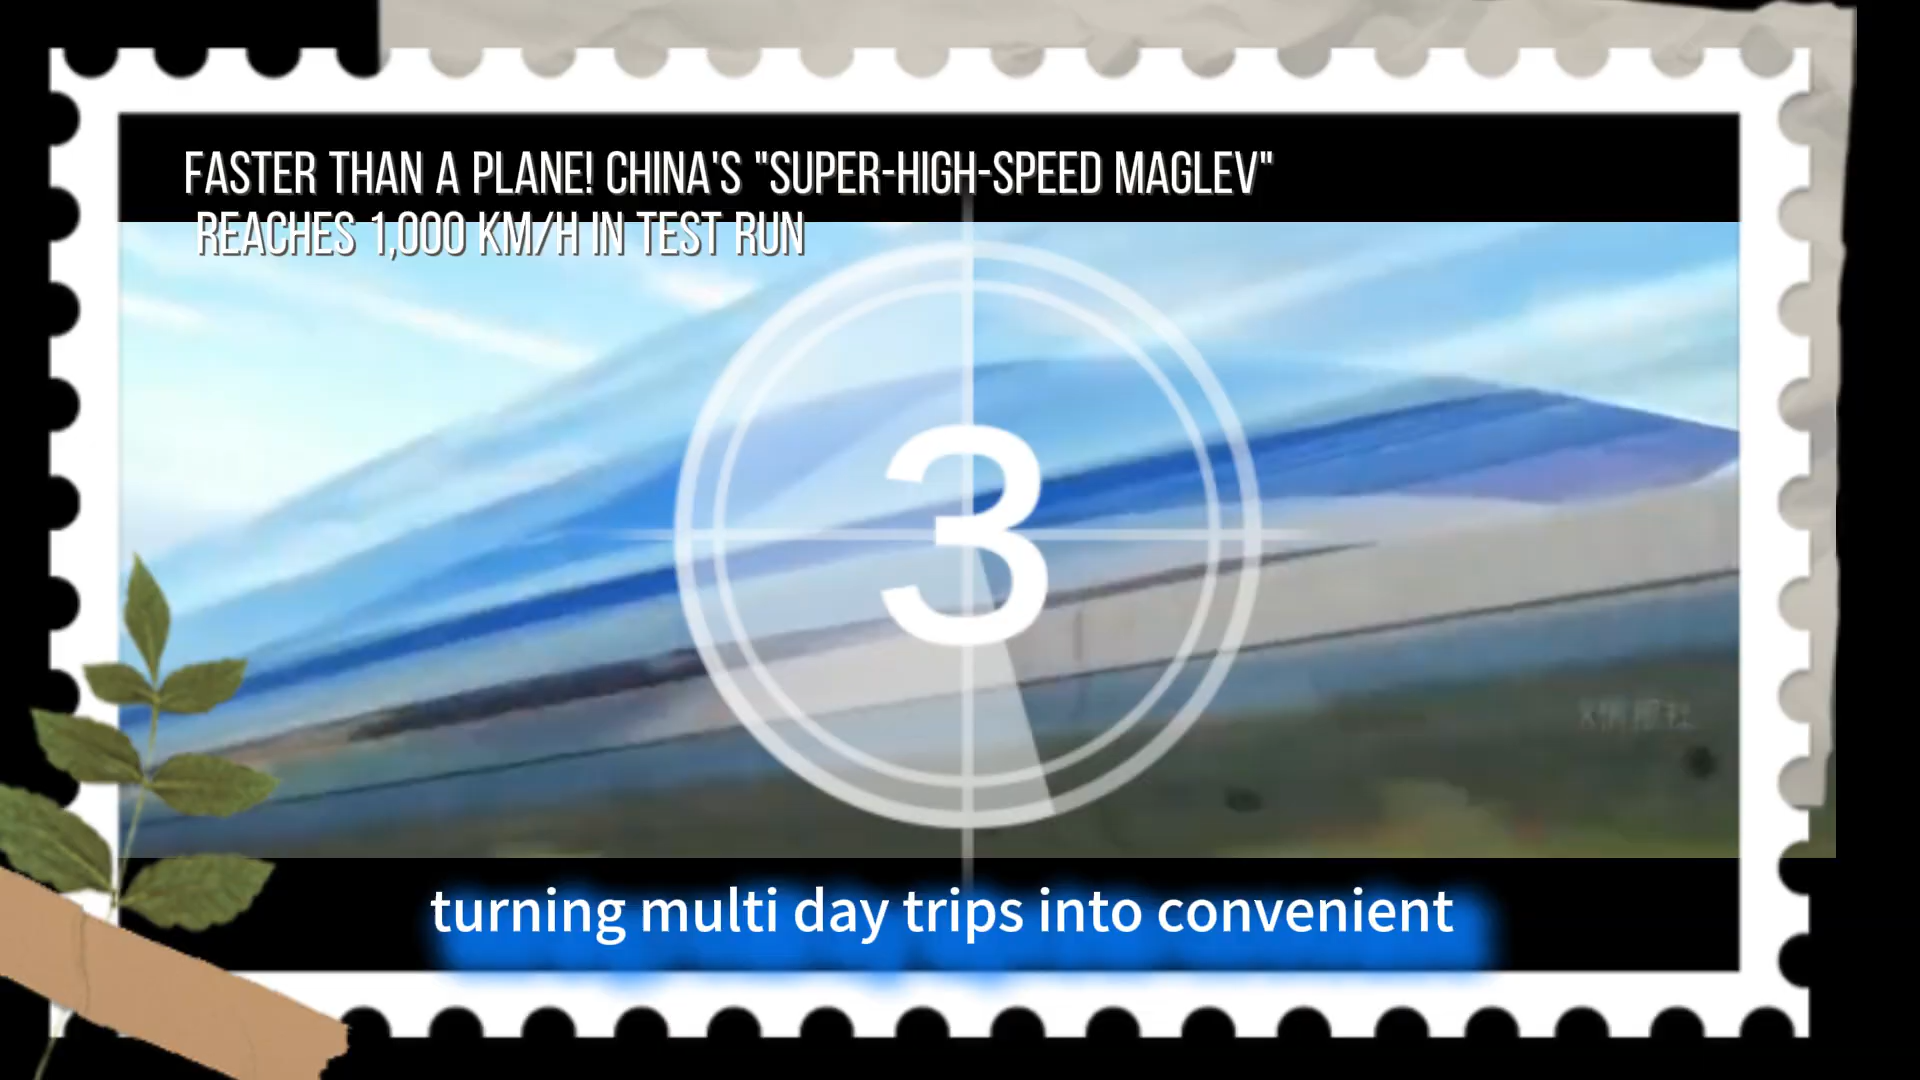 FASTER THAN A PLANE! CHINA'S "SUPER-HIGH-SPEED MAGLEV"
REACHES 1,000 KM/H IN TEST RUN
3
turning multi day trips into convenient